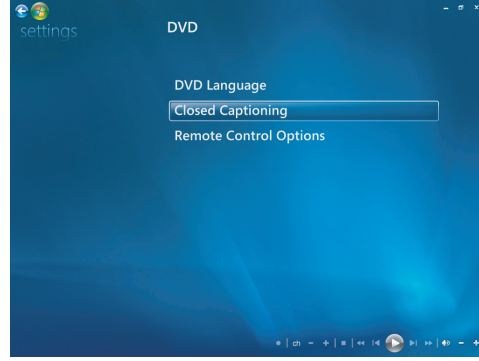 settings
DVD
DVD Language
Closed Captioning
Remote Control Options
ch